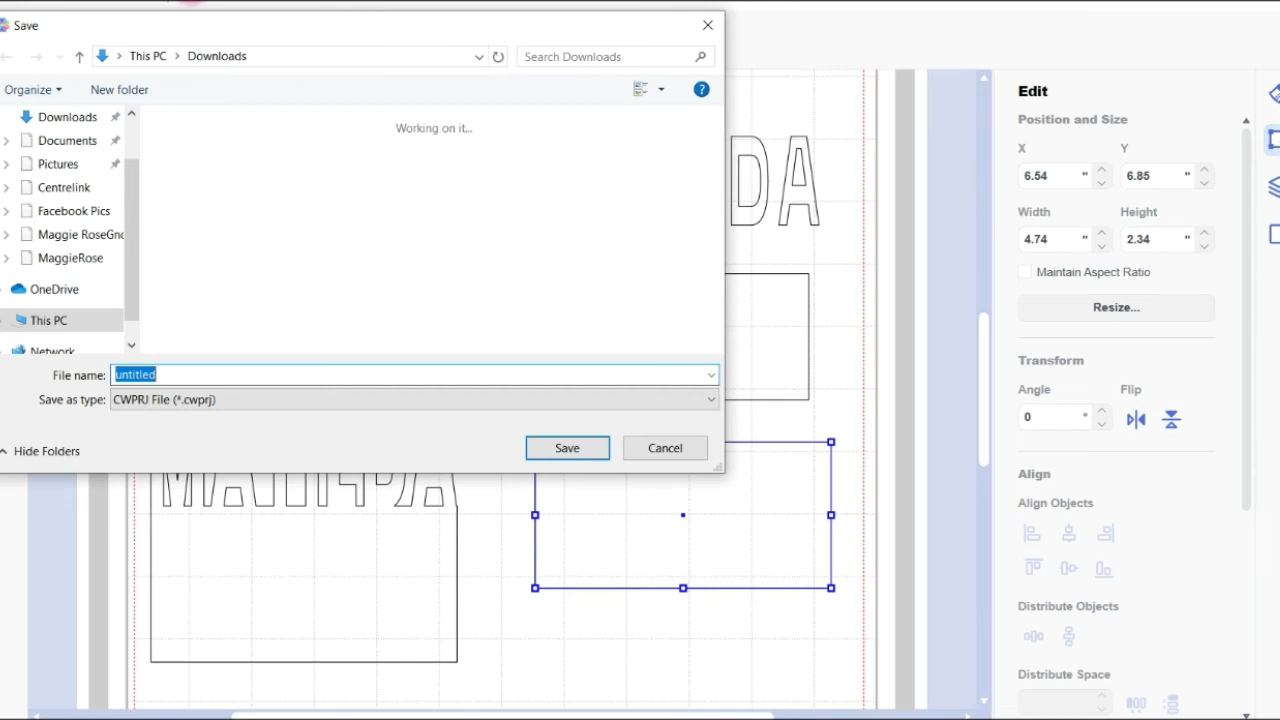 Save
This PC > Downloads
Search Downloads
Organize
New folder
Downloads
Documents
Pictures
Centrelink
Facebook Pics
Maggie RoseGnc
MaggieRose
OneDrive
This PC
Network
Working on it...
File name: untitled
Save as type: CWPRJ File (*.cwprj)
Hide Folders
Save
Cancel
DA
Edit
Position and Size
X
Y
6.54 "
6.85 "
Width
Height
4.74 "
2.34 "
Maintain Aspect Ratio
Resize...
Transform
Angle
Flip
0 °
Align
Align Objects
Distribute Objects
Distribute Space